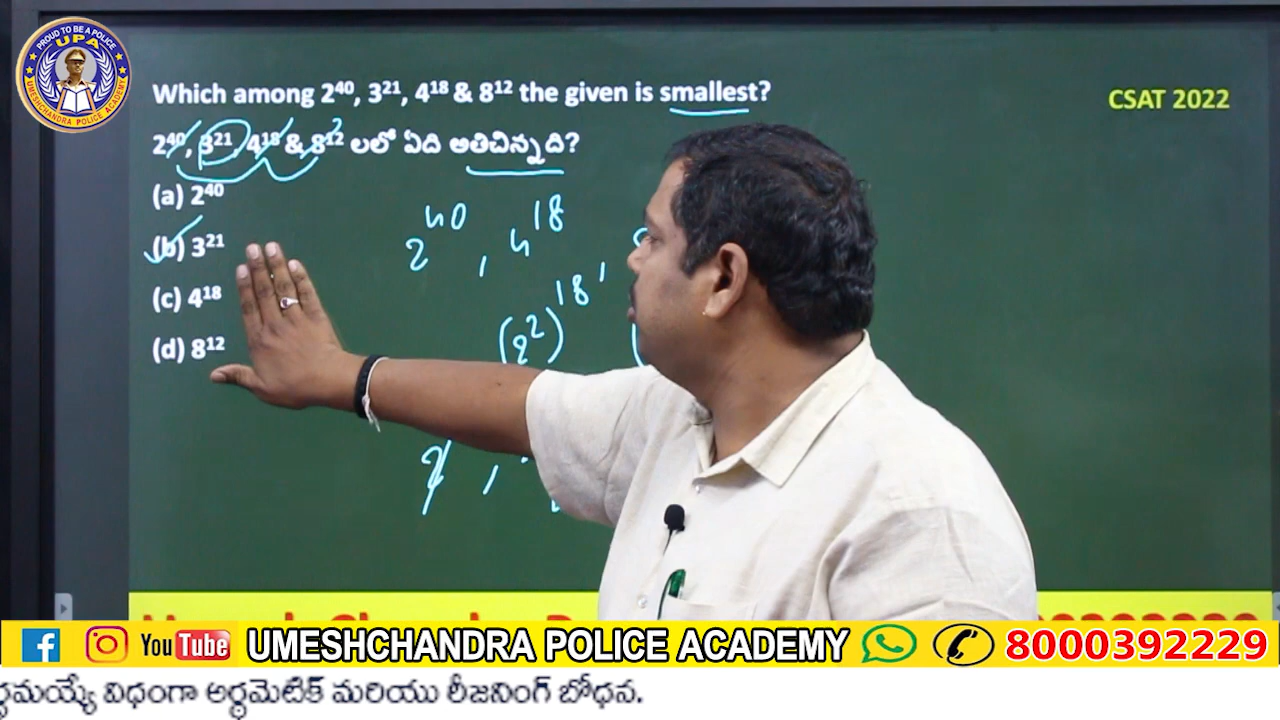 PROUD TO BE A POLICE
UPA
UMESHCHANDRA POLICE ACADEMY
Which among 2⁴⁰, 3²¹, 4¹⁸ & 8¹² the given is smallest?
CSAT 2022
2⁴⁰, 3²¹, 4¹⁸ & 8¹² లలో ఏది అతిచిన్నది?
(a) 2⁴⁰
(b) 3²¹
(c) 4¹⁸
(d) 8¹²
2⁴⁰, 4¹⁸
(2²)¹⁸,
YouTube UMESHCHANDRA POLICE ACADEMY 8000392229
విధంగా అర్థమెటిక్ మరియు రీజనింగ్ బోధన.